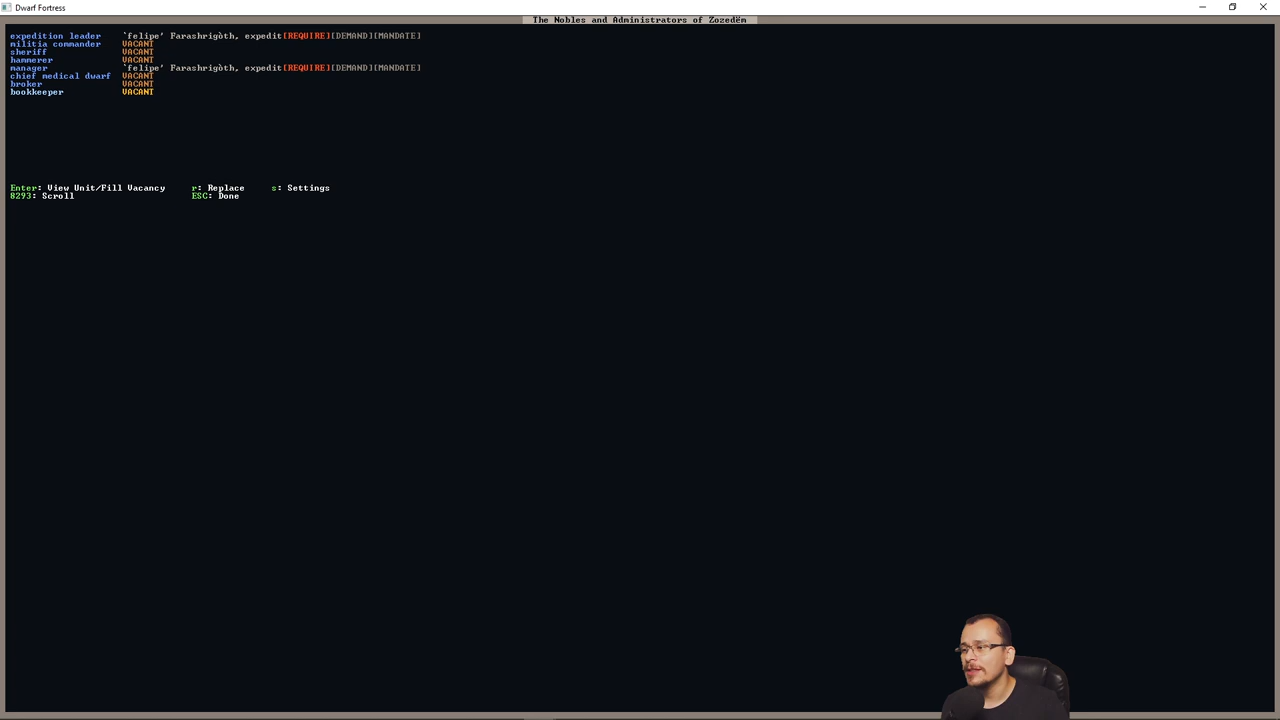 Dwarf Fortress
The Nobles and Administrators of Zozedëm
expedition leader `felipe' Farashrigòth, expedit[REQUIRE][DEMAND][MANDATE]
militia commander VACANT
sheriff VACANT
hammerer VACANT
manager `felipe' Farashrigòth, expedit[REQUIRE][DEMAND][MANDATE]
chief medical dwarf VACANT
broker VACANT
bookkeeper VACANT
Enter: View Unit/Fill Vacancy r: Replace s: Settings
8293: Scroll ESC: Done